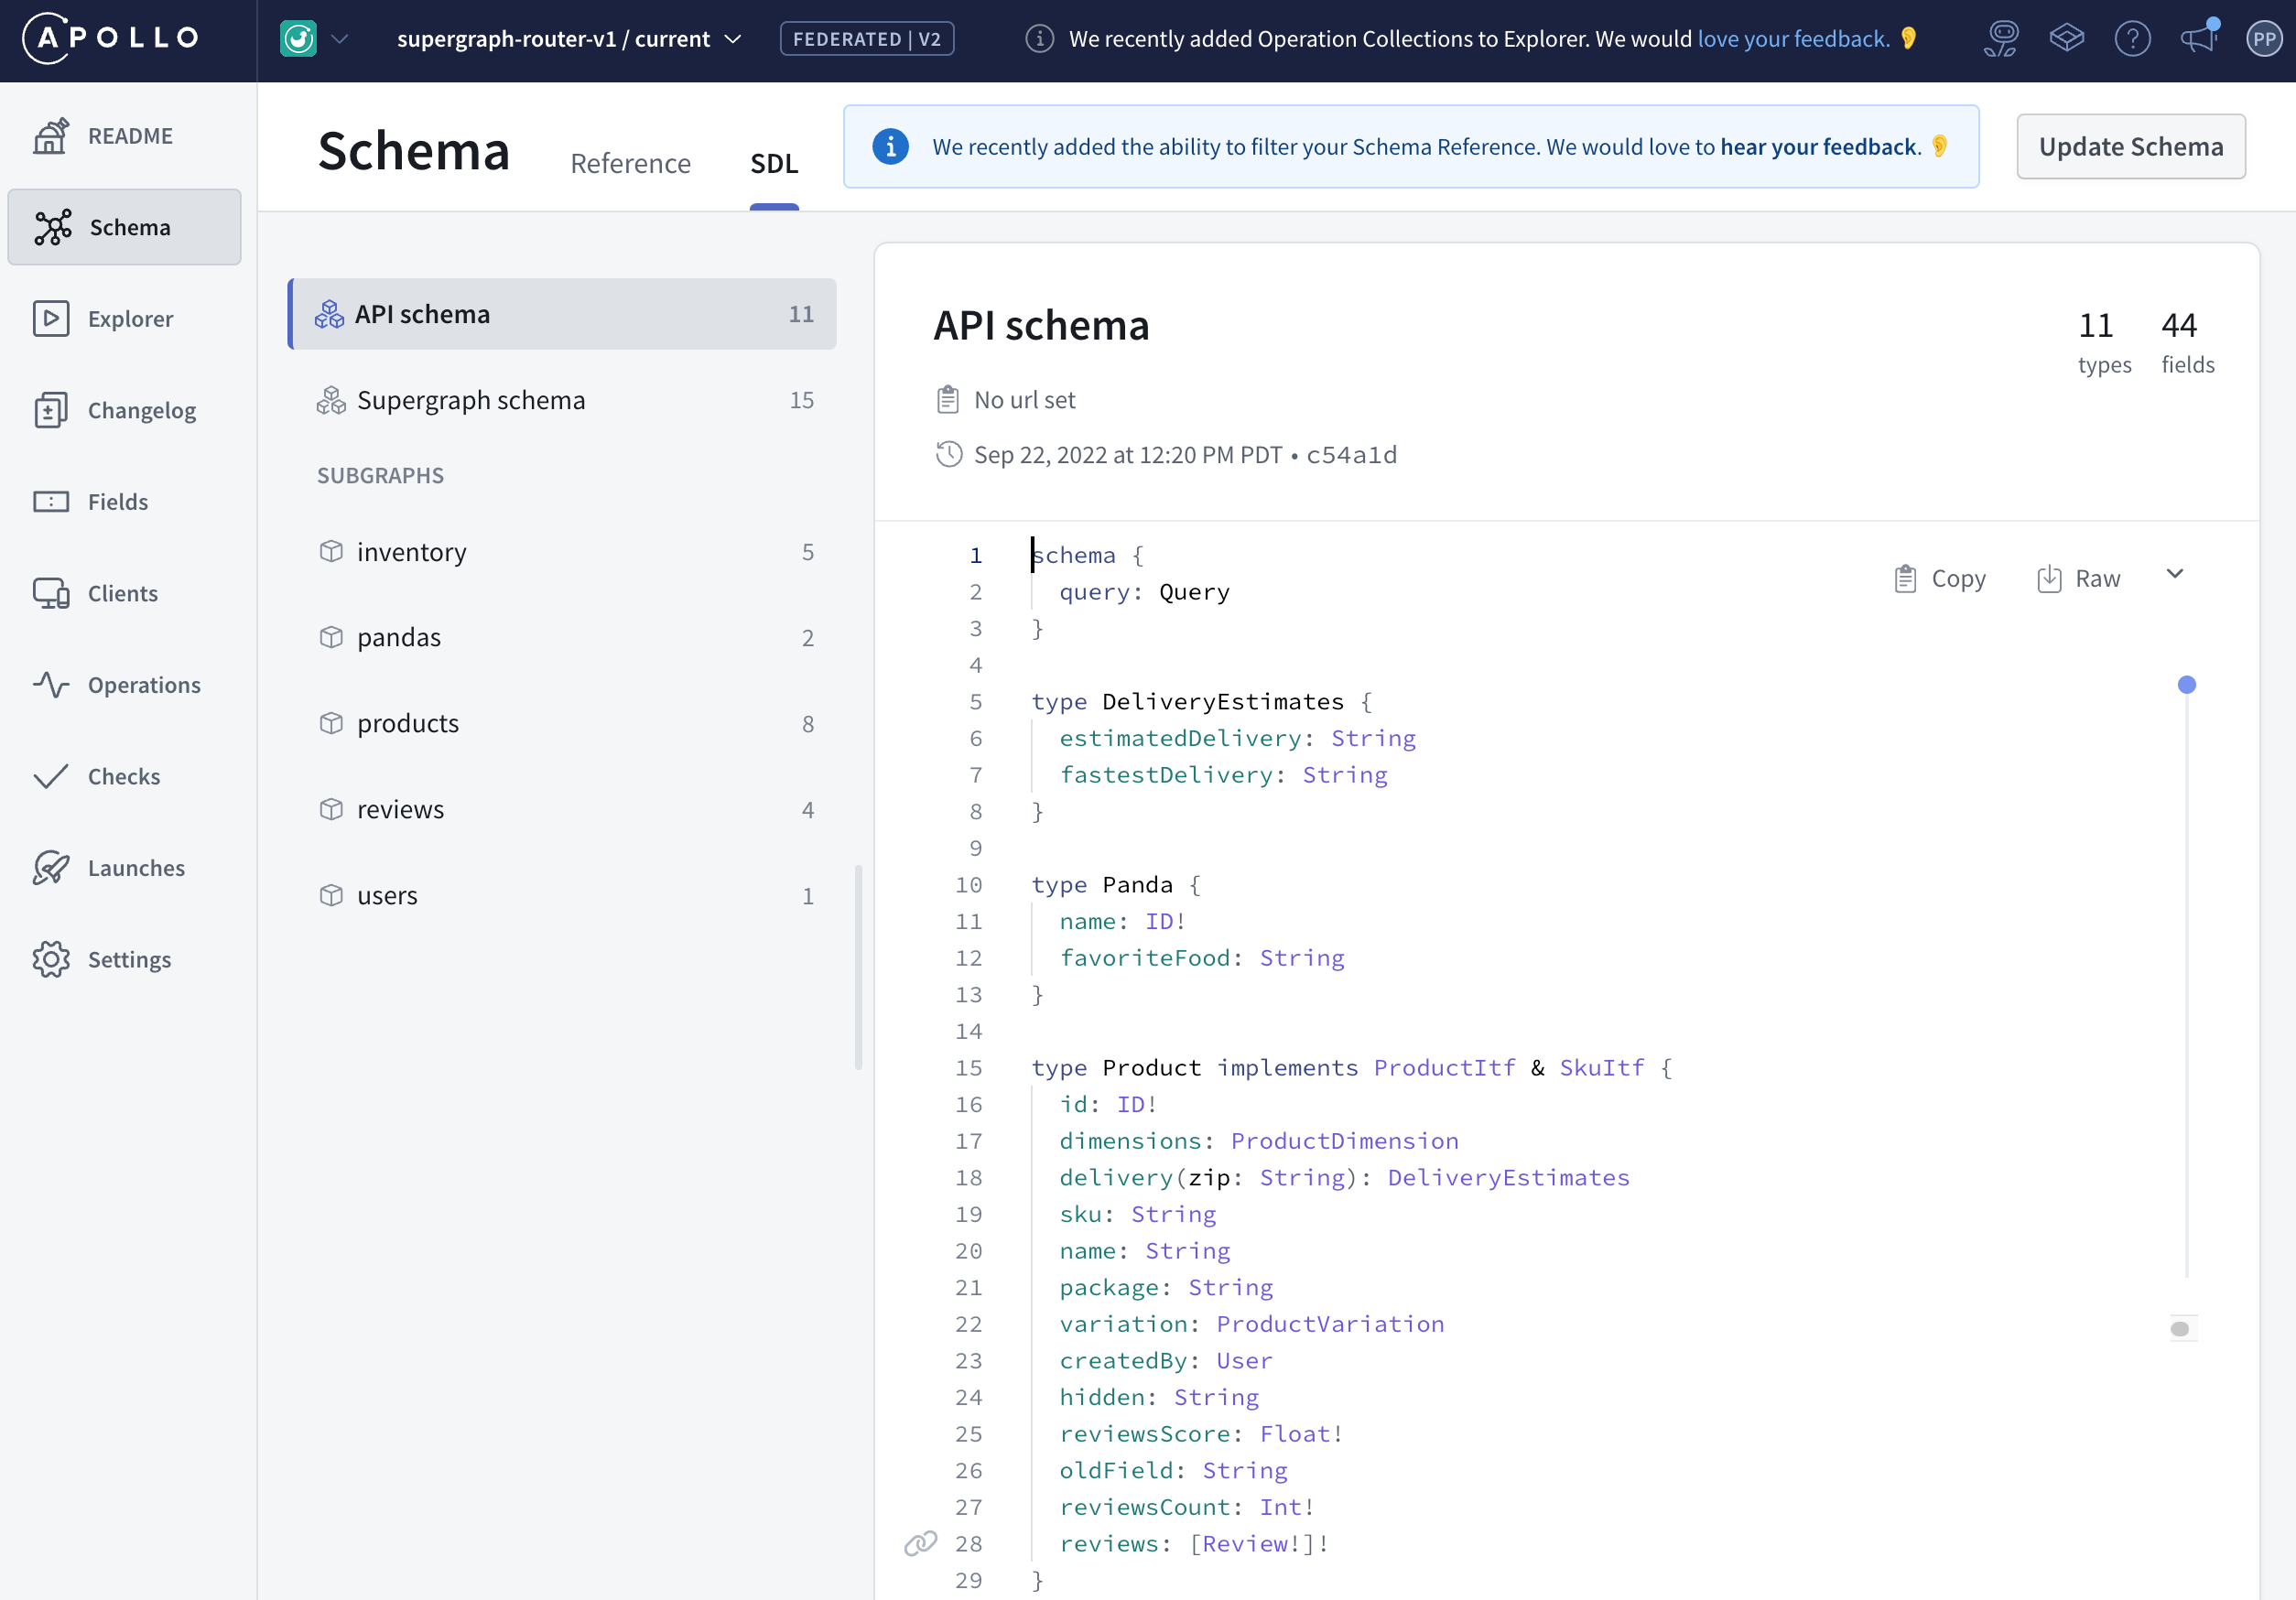 APOLLO
supergraph-router-v1 / current
FEDERATED | V2
We recently added Operation Collections to Explorer. We would love your feedback. 👂
PP
README
Schema
Explorer
Changelog
Fields
Clients
Operations
Checks
Launches
Settings
Schema
Reference
SDL
We recently added the ability to filter your Schema Reference. We would love to hear your feedback. 👂
Update Schema
API schema 11
Supergraph schema 15
SUBGRAPHS
inventory 5
pandas 2
products 8
reviews 4
users 1
API schema
11 types
44 fields
No url set
Sep 22, 2022 at 12:20 PM PDT • c54a1d
Copy
Raw
1 schema {
2   query: Query
3 }
4
5 type DeliveryEstimates {
6   estimatedDelivery: String
7   fastestDelivery: String
8 }
9
10 type Panda {
11   name: ID!
12   favoriteFood: String
13 }
14
15 type Product implements ProductItf & SkuItf {
16   id: ID!
17   dimensions: ProductDimension
18   delivery(zip: String): DeliveryEstimates
19   sku: String
20   name: String
21   package: String
22   variation: ProductVariation
23   createdBy: User
24   hidden: String
25   reviewsScore: Float!
26   oldField: String
27   reviewsCount: Int!
28   reviews: [Review!]!
29 }